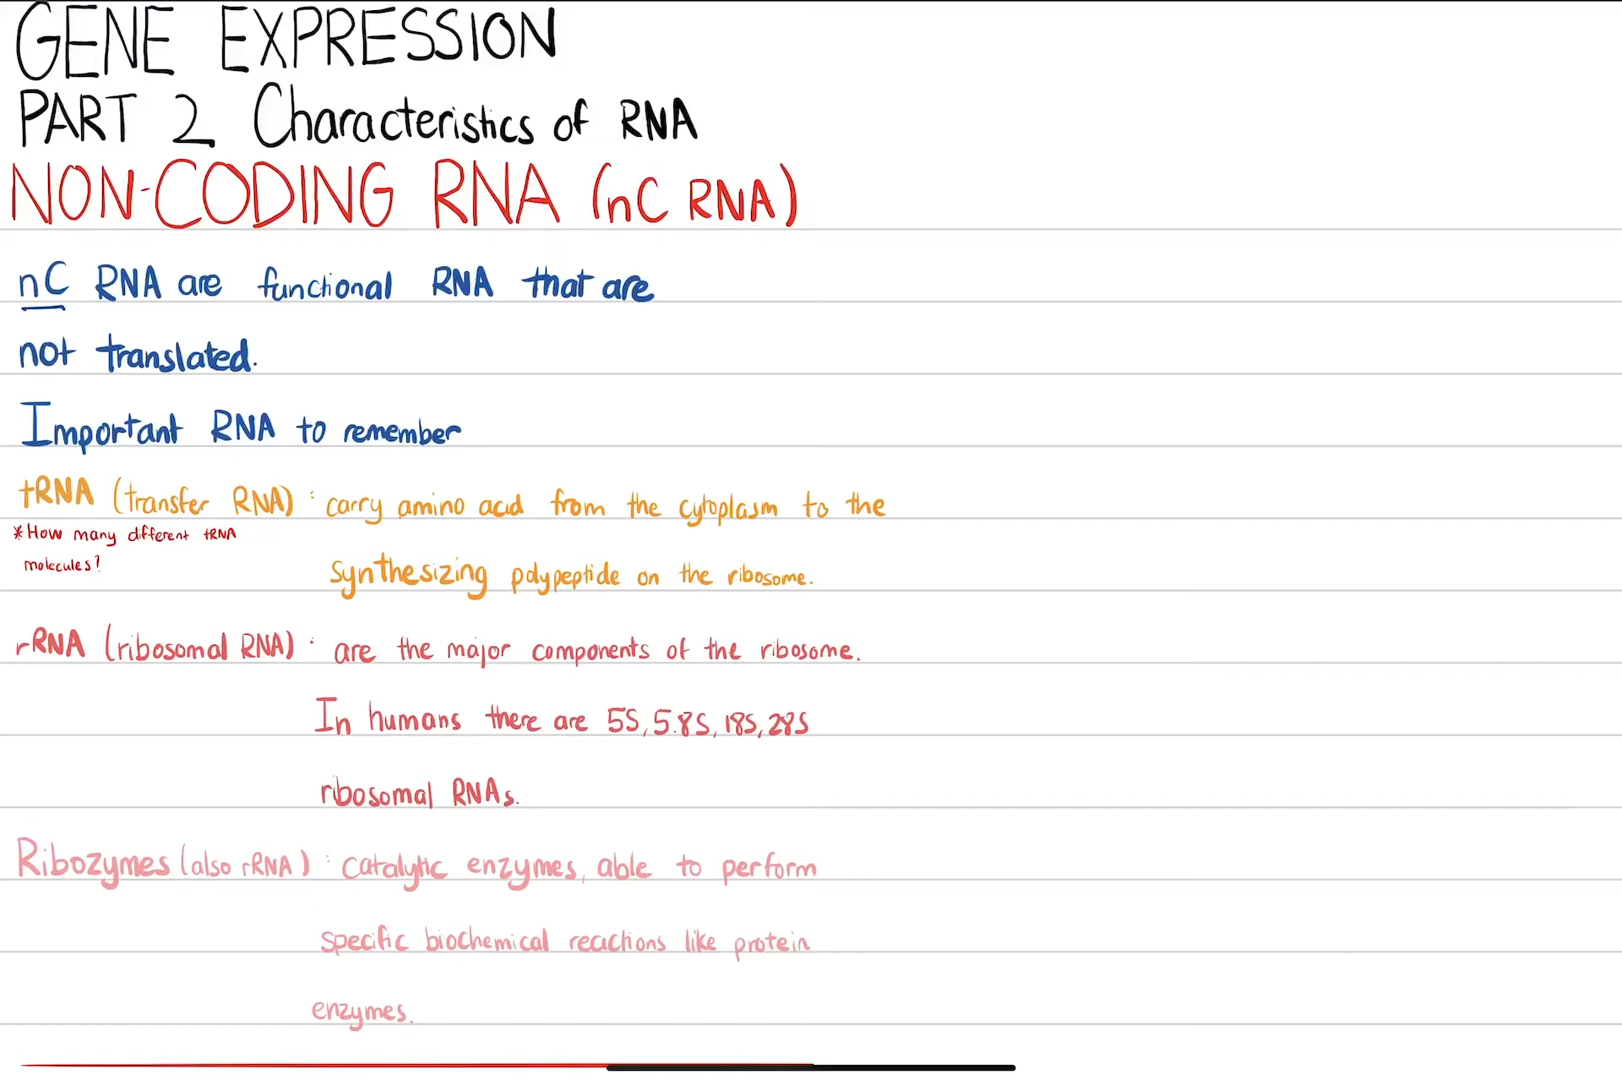 GENE EXPRESSION
PART 2 Characteristics of RNA
NON-CODING RNA (nC RNA)
nC RNA are functional RNA that are
not translated.
Important RNA to remember
tRNA (transfer RNA) : carry amino acid from the cytoplasm to the
*How many different tRNA
molecules?
synthesizing polypeptide on the ribosome.
rRNA (ribosomal RNA) : are the major components of the ribosome.
In humans there are 5S, 5.8S, 18S, 28S
ribosomal RNAs.
Ribozymes (also rRNA) : catalytic enzymes, able to perform
specific biochemical reactions like protein
enzymes.